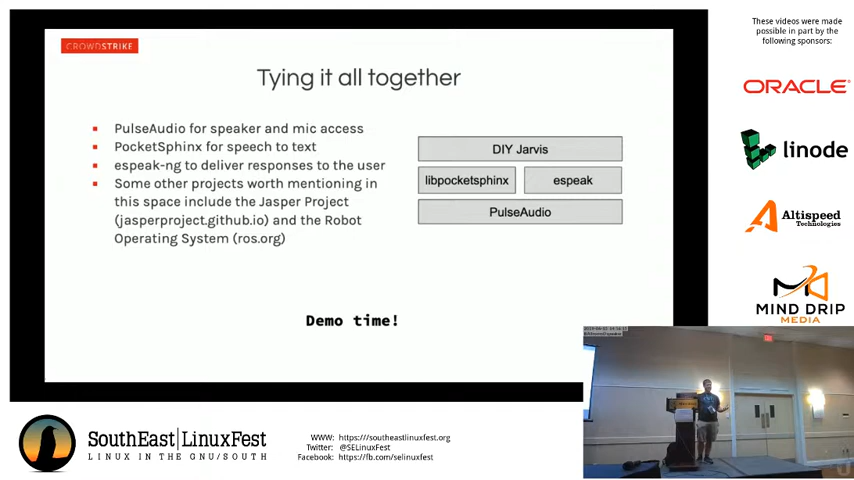 These videos were made
possible in part by the
following sponsors:
CROWDSTRIKE
Tying it all together
▪ PulseAudio for speaker and mic access
▪ PocketSphinx for speech to text
▪ espeak-ng to deliver responses to the user
▪ Some other projects worth mentioning in
this space include the Jasper Project
(jasperproject.github.io) and the Robot
Operating System (ros.org)
DIY Jarvis
libpocketsphinx
espeak
PulseAudio
Demo time!
ORACLE
linode
Altispeed
Technologies
MIND DRIP
MEDIA
SouthEast|LinuxFest
LINUX IN THE GNU/SOUTH
WWW: https:///southeastlinuxfest.org
Twitter: @SELinuxFest
Facebook: https://fb.com/selinuxfest